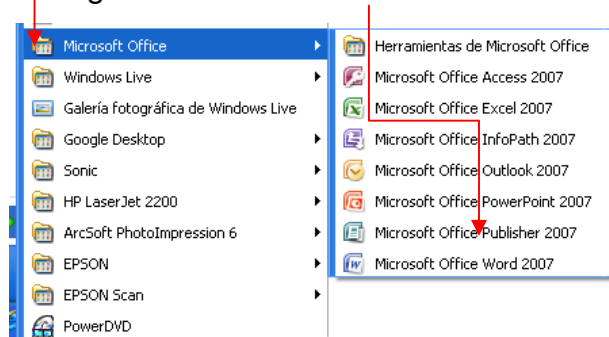 Microsoft Office
Windows Live
Galería fotográfica de Windows Live
Google Desktop
Sonic
HP LaserJet 2200
ArcSoft PhotoImpression 6
EPSON
EPSON Scan
PowerDVD
Herramientas de Microsoft Office
Microsoft Office Access 2007
Microsoft Office Excel 2007
Microsoft Office InfoPath 2007
Microsoft Office Outlook 2007
Microsoft Office PowerPoint 2007
Microsoft Office Publisher 2007
Microsoft Office Word 2007